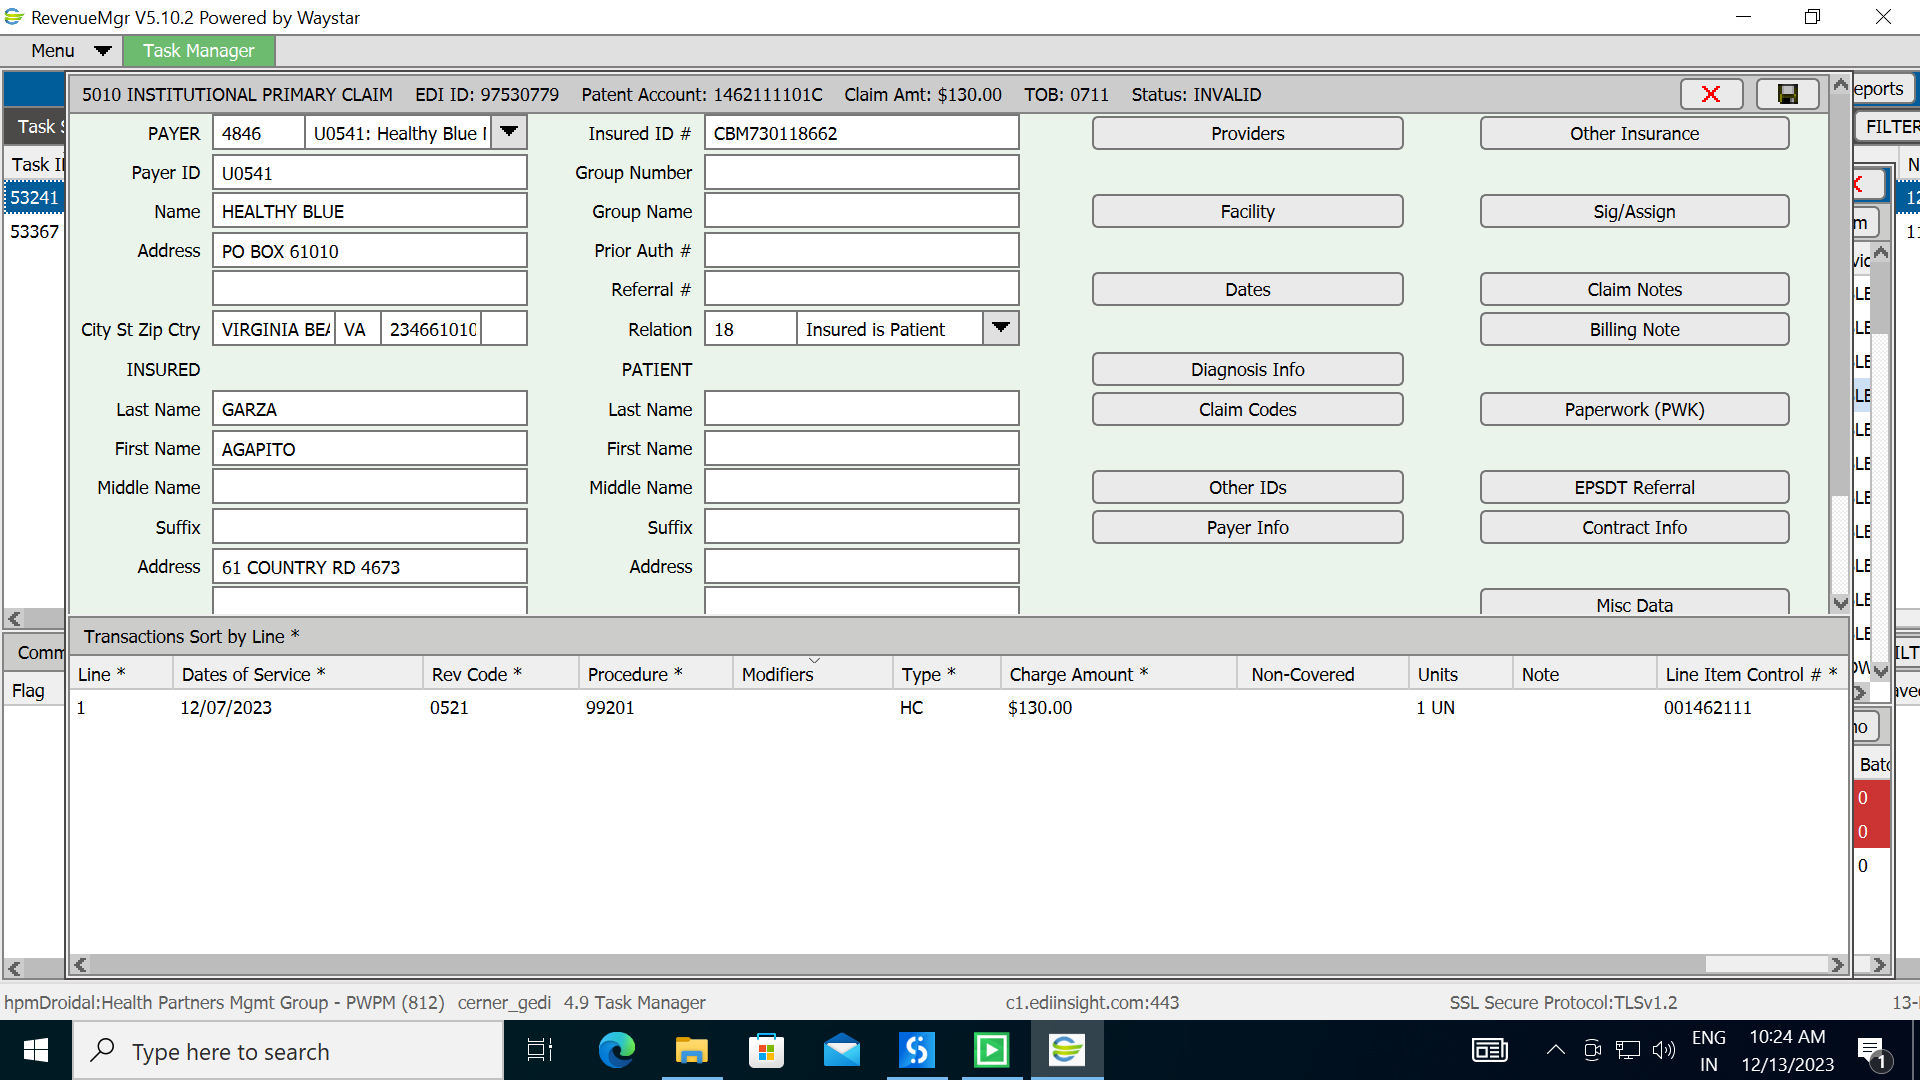 RevenueMgr V5.10.2 Powered by Waystar
Menu Task Manager
5010 INSTITUTIONAL PRIMARY CLAIM EDI ID: 97530779 Patent Account: 1462111101C Claim Amt: $130.00 TOB: 0711 Status: INVALID
eports
Task S
FILTER
Task II
53241
53367
PAYER 4846 U0541: Healthy Blue Insured ID # CBM730118662 Providers Other Insurance
Payer ID U0541 Group Number
Name HEALTHY BLUE Group Name Facility Sig/Assign
Address PO BOX 61010 Prior Auth #
Referral # Dates Claim Notes
City St Zip Ctry VIRGINIA BEA VA 234661010 Relation 18 Insured is Patient Billing Note
INSURED PATIENT Diagnosis Info
Last Name GARZA Last Name Claim Codes Paperwork (PWK)
First Name AGAPITO First Name
Middle Name Middle Name Other IDs EPSDT Referral
Suffix Suffix Payer Info Contract Info
Address 61 COUNTRY RD 4673 Address
Misc Data
Transactions Sort by Line *
Comm
Flag
Line * Dates of Service * Rev Code * Procedure * Modifiers Type * Charge Amount * Non-Covered Units Note Line Item Control # *
1 12/07/2023 0521 99201 HC $130.00 1 UN 001462111
Batc
0
0
0
hpmDroidal:Health Partners Mgmt Group - PWPM (812) cerner_gedi 4.9 Task Manager c1.ediinsight.com:443 SSL Secure Protocol:TLSv1.2 13-
Type here to search
ENG
IN
10:24 AM
12/13/2023
1